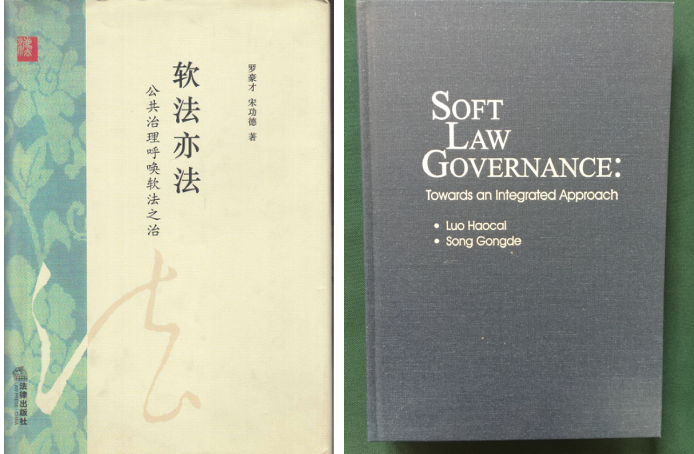 软法亦法
公共治理呼唤软法之治
罗豪才 宋功德 著
法律出版社
SOFT
LAW
GOVERNANCE:
Towards an Integrated Approach
• Luo Haocai
• Song Gongde